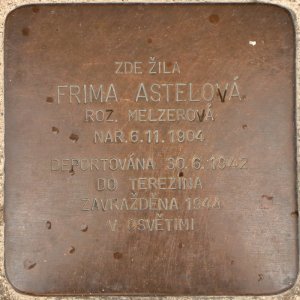 ZDE ŽILA
FRIMA ASTELOVÁ
ROZ. MELZEROVÁ
NAR. 6.11. 1904
DEPORTOVÁNA 30.6.1942
DO TEREZÍNA
ZAVRAŽDĚNA 1944
V OSVĚTIMI